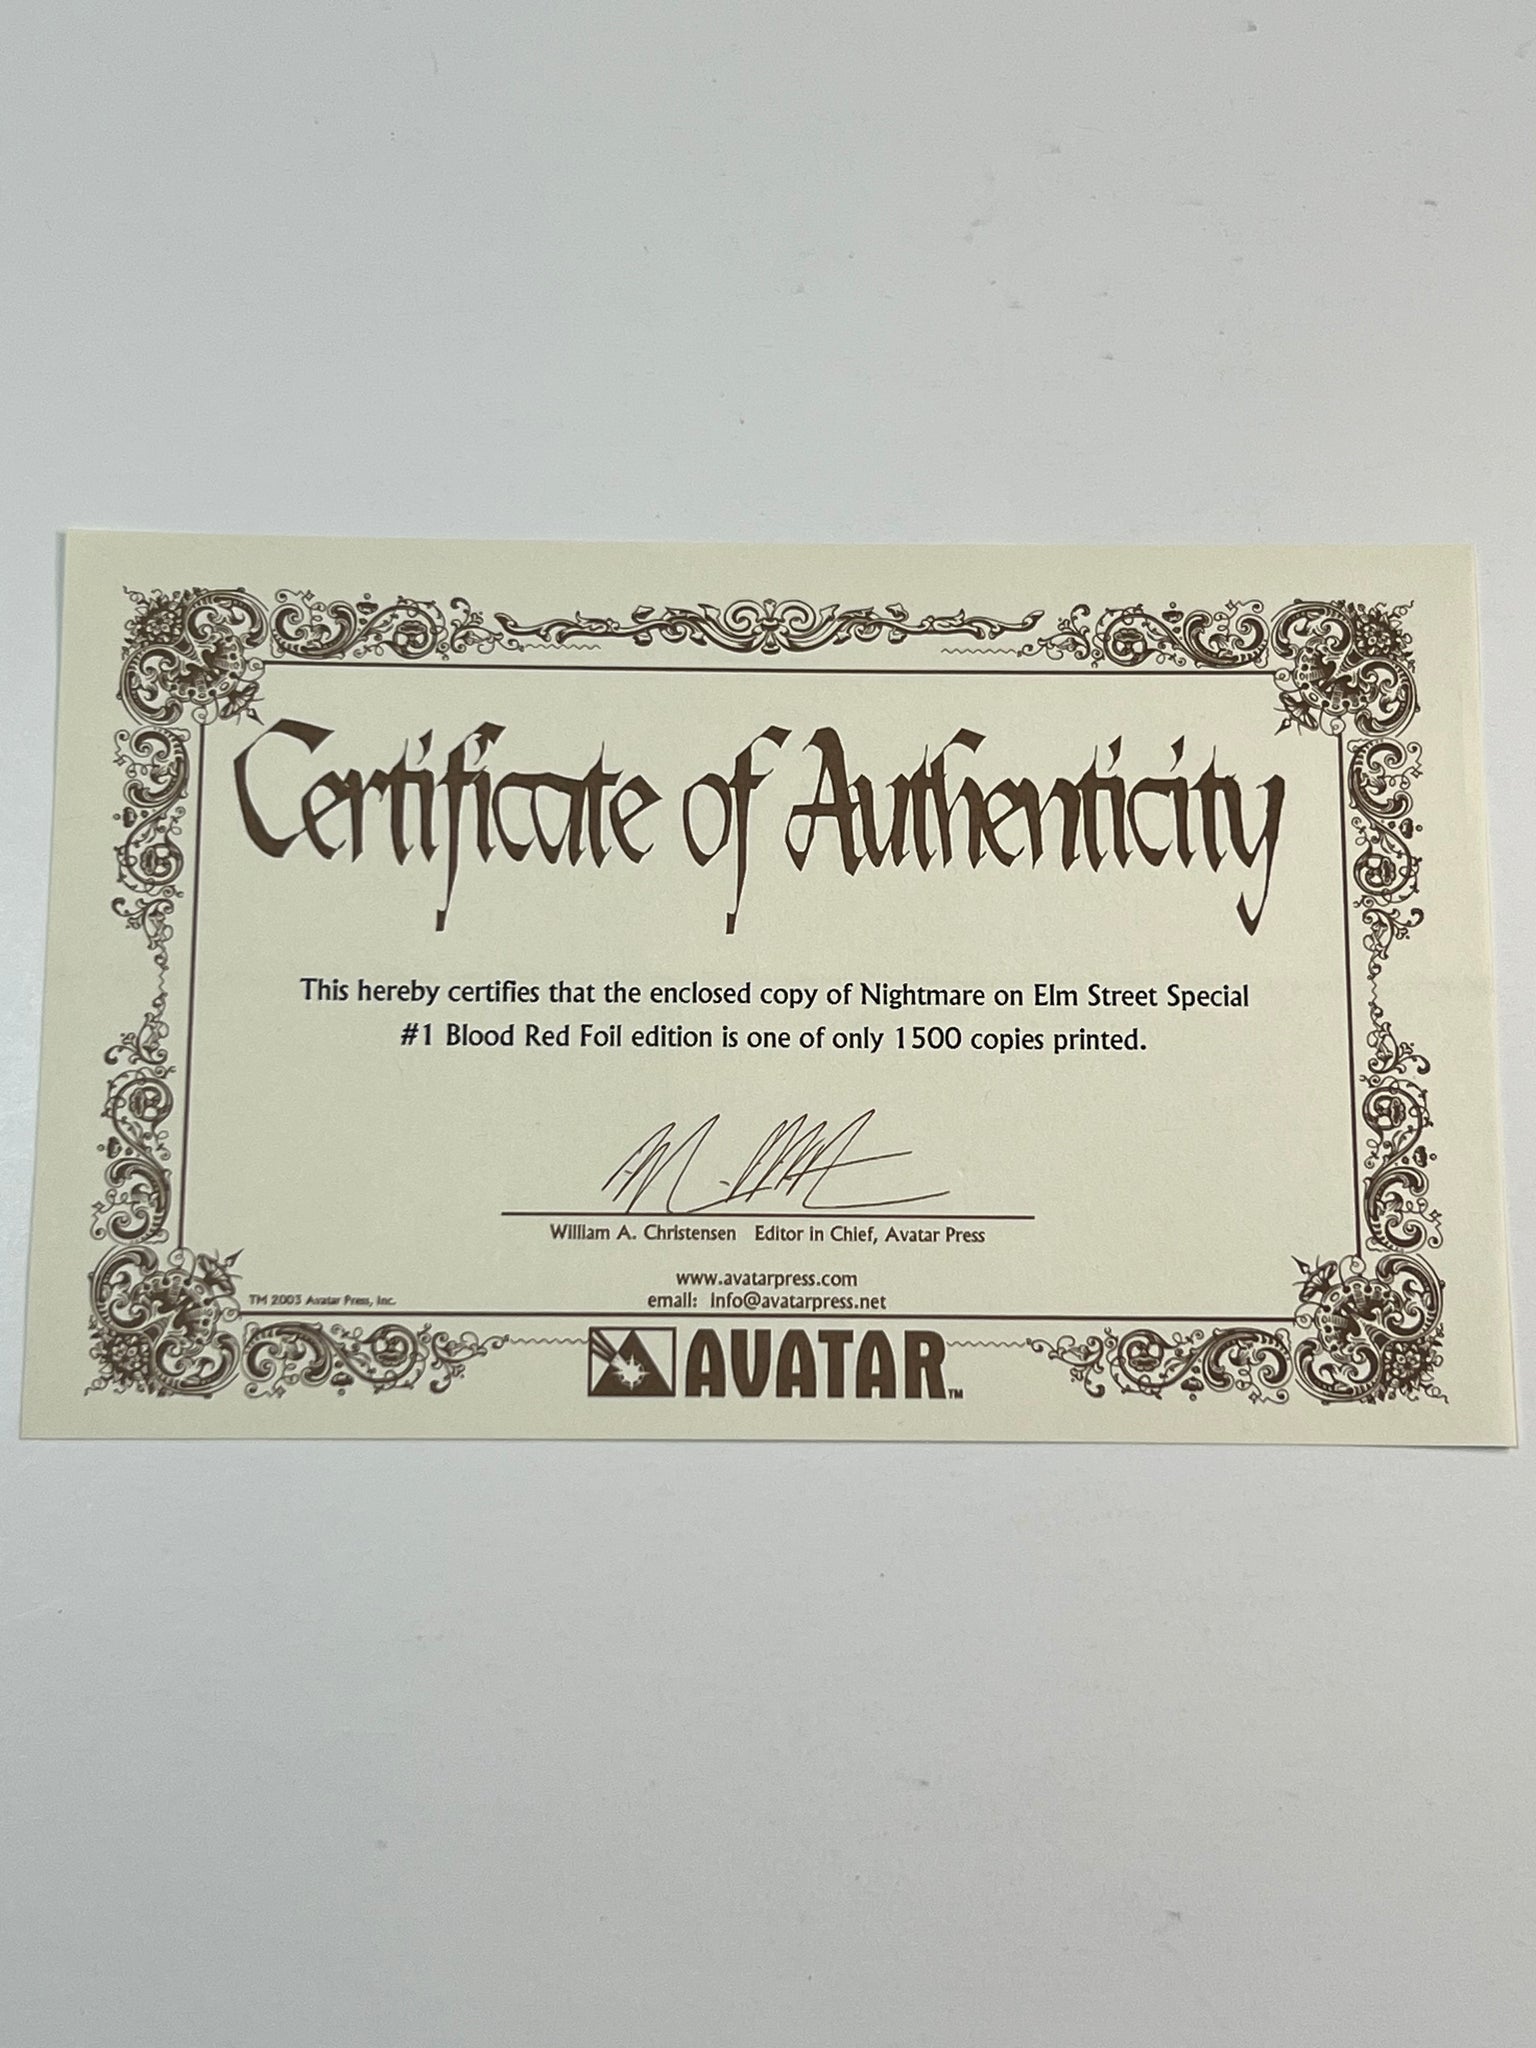 Certificate of Authenticity
This hereby certifies that the enclosed copy of Nightmare on Elm Street Special
#1 Blood Red Foil edition is one of only 1500 copies printed.
William A. Christensen Editor in Chief, Avatar Press
www.avatarpress.com
email: info@avatarpress.net
TM 2003 Avatar Press, Inc.
AVATAR™